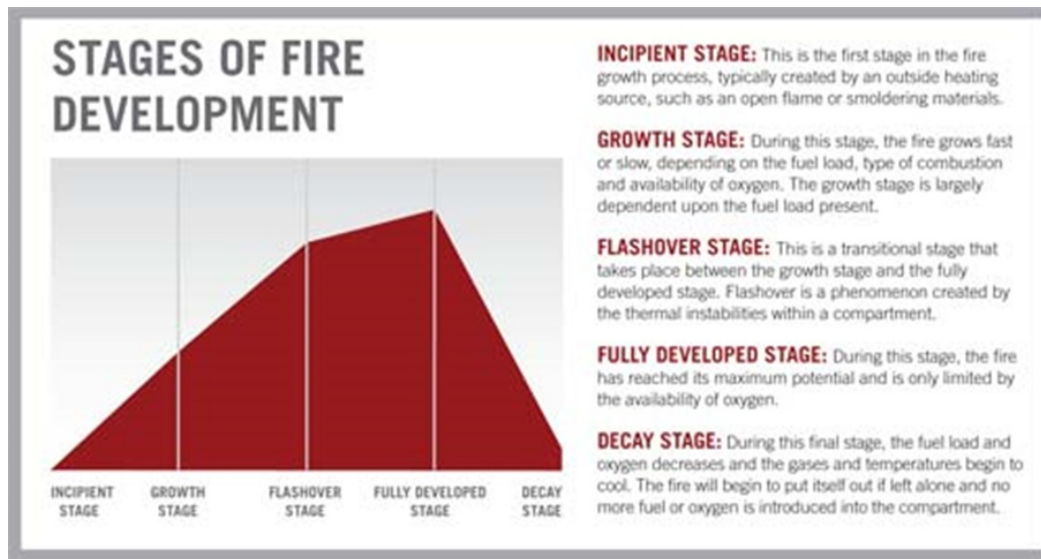 STAGES OF FIRE
DEVELOPMENT
INCIPIENT
STAGE
GROWTH
STAGE
FLASHOVER
STAGE
FULLY DEVELOPED
STAGE
DECAY
STAGE
INCIPIENT STAGE: This is the first stage in the fire
growth process, typically created by an outside heating
source, such as an open flame or smoldering materials.
GROWTH STAGE: During this stage, the fire grows fast
or slow, depending on the fuel load, type of combustion
and availability of oxygen. The growth stage is largely
dependent upon the fuel load present.
FLASHOVER STAGE: This is a transitional stage that
takes place between the growth stage and the fully
developed stage. Flashover is a phenomenon created by
the thermal instabilities within a compartment.
FULLY DEVELOPED STAGE: During this stage, the fire
has reached its maximum potential and is only limited by
the availability of oxygen.
DECAY STAGE: During this final stage, the fuel load and
oxygen decreases and the gases and temperatures begin to
cool. The fire will begin to put itself out if left alone and no
more fuel or oxygen is introduced into the compartment.